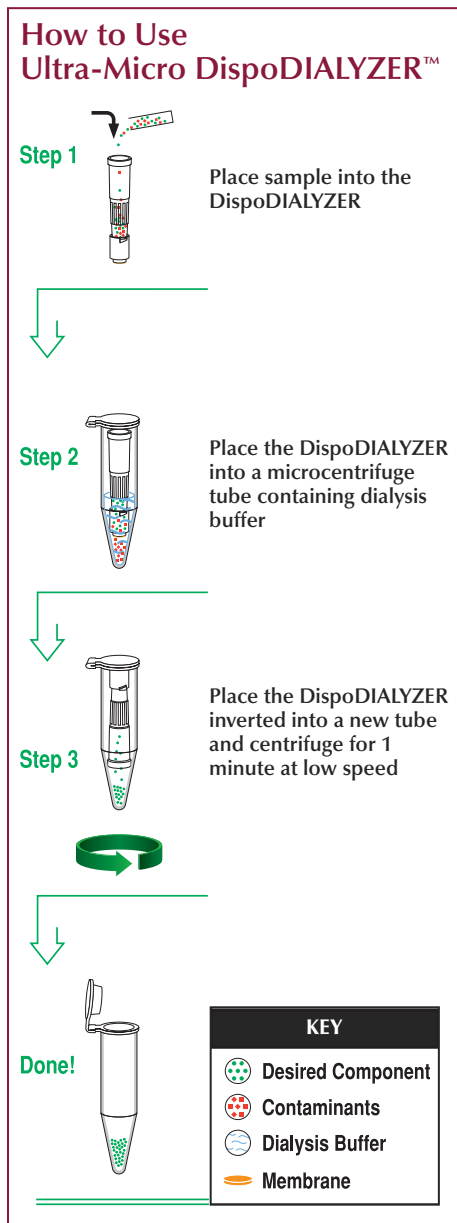 How to Use
Ultra-Micro DispoDIALYZER™
Step 1
Place sample into the
DispoDIALYZER
Step 2
Place the DispoDIALYZER
into a microcentrifuge
tube containing dialysis
buffer
Step 3
Place the DispoDIALYZER
inverted into a new tube
and centrifuge for 1
minute at low speed
Done!
KEY
Desired Component
Contaminants
Dialysis Buffer
Membrane